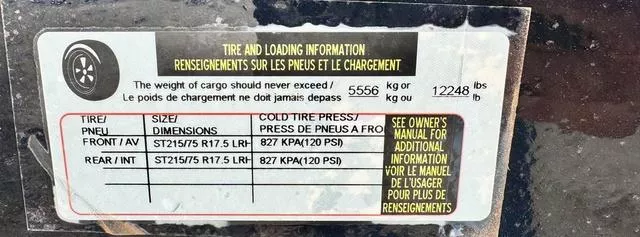 TIRE AND LOADING INFORMATION
RENSEIGNEMENTS SUR LES PNEUS ET LE CHARGEMENT
The weight of cargo should never exceed / 5556 kg or 12248 lbs
Le poids de chargement ne doit jamais depass kg ou lb
TIRE/ SIZE/ COLD TIRE PRESS/
PNEU DIMENSIONS PRESS DE PNEUS A FRO
FRONT / AV ST215/75 R17.5 LRH 827 KPA(120 PSI)
REAR / INT ST215/75 R17.5 LRH 827 KPA(120 PSI)
SEE OWNER'S
MANUAL FOR
ADDITIONAL
INFORMATION
VOIR LE MANUEL
DE L'USAGER
POUR PLUS DE
RENSEIGNEMENTS